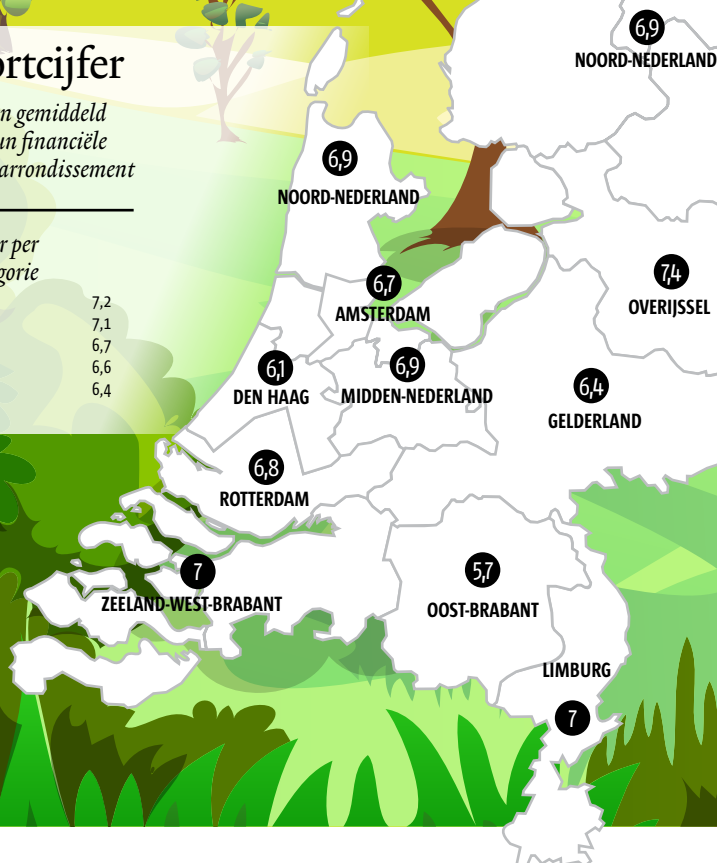 rtcijfer
n gemiddeld
un financiële
arrondissement
r per
gorie
7,2
7,1
6,7
6,6
6,4
6,9
NOORD-NEDERLAND
6,9
NOORD-NEDERLAND
6,7
AMSTERDAM
7,4
OVERIJSSEL
6,1
DEN HAAG
6,9
MIDDEN-NEDERLAND
6,4
GELDERLAND
6,8
ROTTERDAM
7
ZEELAND-WEST-BRABANT
5,7
OOST-BRABANT
LIMBURG
7